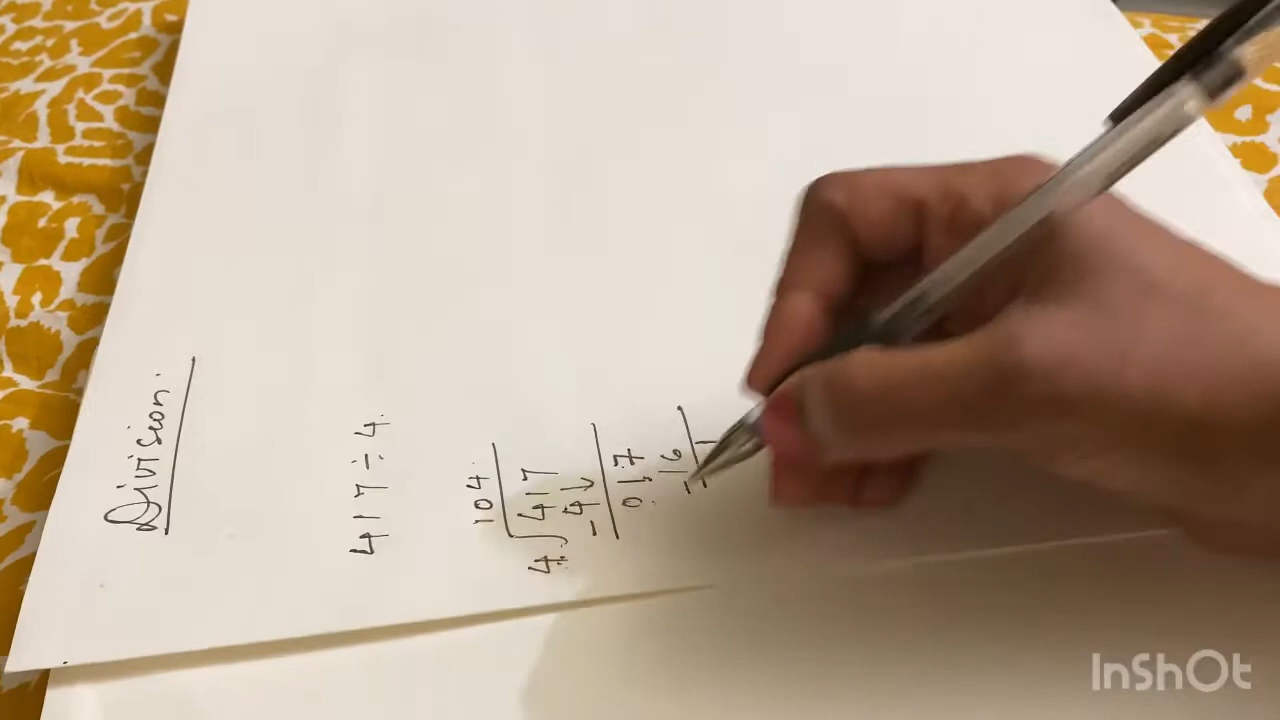 Division.
417 ÷ 4.
104
4 417
- 4 ↓
017
- 16
1
InShOt